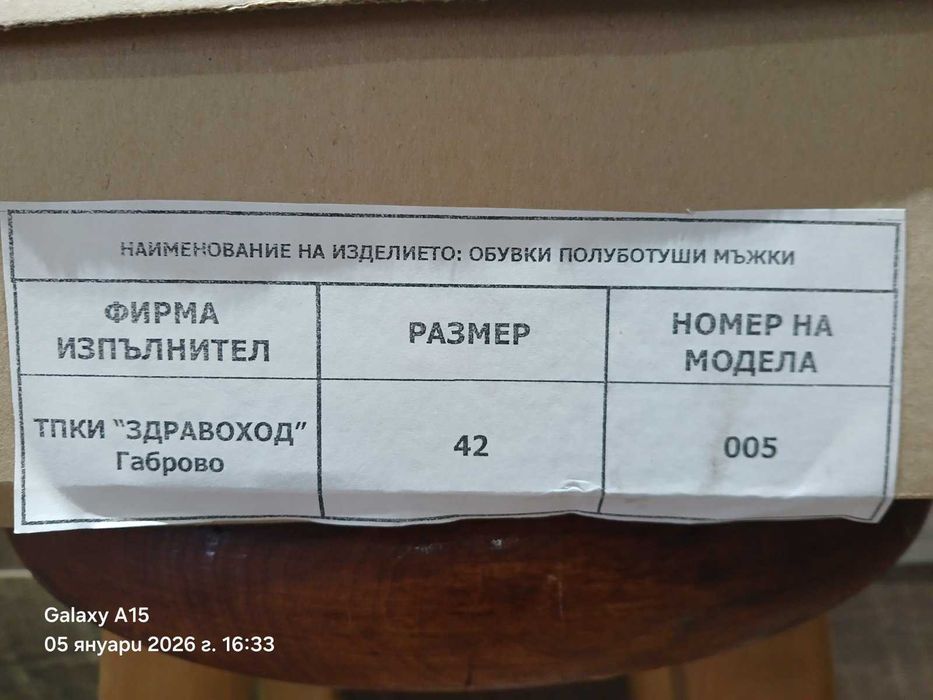 НАИМЕНОВАНИЕ НА ИЗДЕЛИЕТО: ОБУВКИ ПОЛУБОТУШИ МЪЖКИ
ФИРМА
ИЗПЪЛНИТЕЛ
РАЗМЕР
НОМЕР НА
МОДЕЛА
ТПКИ “ЗДРАВОХОД”
Габрово
42
005
Galaxy A15
05 януари 2026 г. 16:33